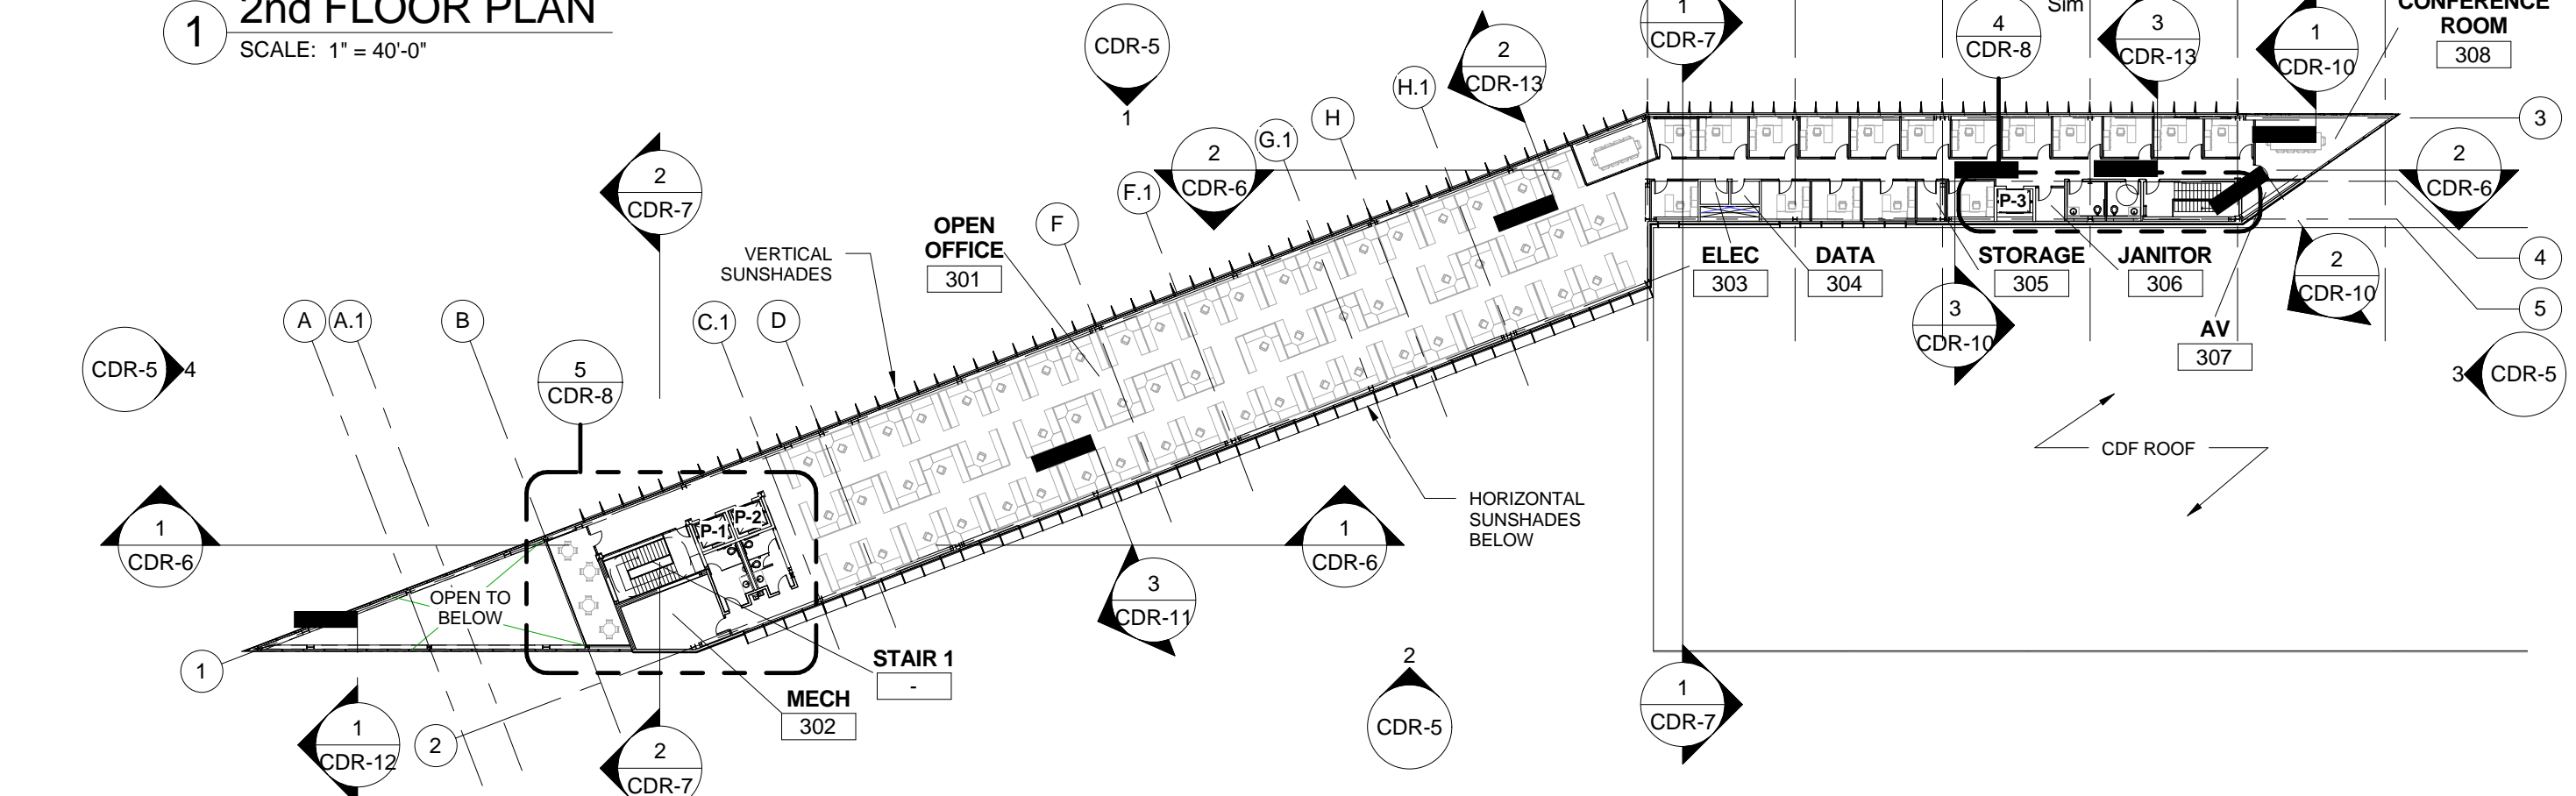 1
2nd FLOOR PLAN
SCALE: 1" = 40'-0"
CDR-5
1
2
CDR-13
1
CDR-7
4
CDR-8
Sim
3
CDR-13
1
CDR-10
CONFERENCE
ROOM
308
3
2
CDR-7
2
CDR-6
G.1
H
H.1
F.1
F
OPEN
OFFICE
301
VERTICAL
SUNSHADES
2
CDR-6
P-3
ELEC
303
DATA
304
STORAGE
305
JANITOR
306
3
CDR-10
AV
307
2
CDR-10
4
5
CDR-5
4
A
A.1
B
C.1
D
5
CDR-8
3
CDR-5
CDF ROOF
1
CDR-6
P-1
P-2
1
CDR-6
HORIZONTAL
SUNSHADES
BELOW
OPEN TO
BELOW
3
CDR-11
1
STAIR 1
-
MECH
302
2
1
CDR-12
2
CDR-7
2
CDR-5
1
CDR-7